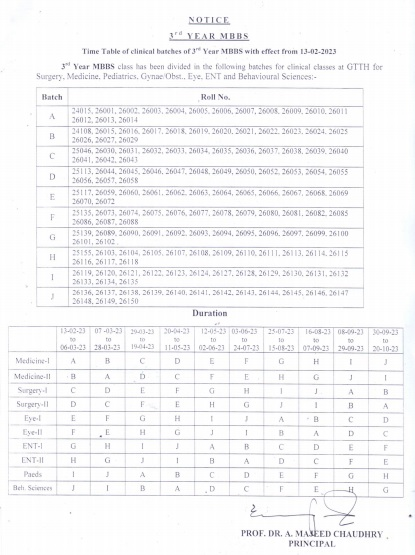 NOTICE
3rd YEAR MBBS
Time Table of clinical batches of 3rd Year MBBS with effect from 13-02-2023
3rd Year MBBS class has been divided in the following batches for clinical classes at GTTH for
Surgery, Medicine, Pediatrics, Gynae/Obst., Eye, ENT and Behavioural Sciences:-
Batch Roll No.
A 24015, 26001, 26002, 26003, 26004, 26005, 26006, 26007, 26008, 26009, 26010, 26011
26012, 26013, 26014
B 24108, 26015, 26016, 26017, 26018, 26019, 26020, 26021, 26022, 26023, 26024, 26025
26026, 26027, 26029
C 25046, 26030, 26031, 26032, 26033, 26034, 26035, 26036, 26037, 26038, 26039, 26040
26041, 26042, 26043
D 25113, 26044, 26045, 26046, 26047, 26048, 26049, 26050, 26052, 26053, 26054, 26055
26056, 26057, 26058
E 25117, 26059, 26060, 26061, 26062, 26063, 26064, 26065, 26066, 26067, 26068, 26069
26070, 26072
F 25135, 26073, 26074, 26075, 26076, 26077, 26078, 26079, 26080, 26081, 26082, 26085
26086, 26087, 26088
G 25139, 26089, 26090, 26091, 26092, 26093, 26094, 26095, 26096, 26097, 26099, 26100
26101, 26102
H 25155, 26103, 26104, 26105, 26107, 26108, 26109, 26110, 26111, 26113, 26114, 26115
26116, 26117, 26118
I 26119, 26120, 26121, 26122, 26123, 26124, 26127, 26128, 26129, 26130, 26131, 26132
26133, 26134, 26135
J 26136, 26137, 26138, 26139, 26140, 26141, 26142, 26143, 26144, 26145, 26146, 26147
26148, 26149, 26150
Duration
13-02-23 07 -03-23 29-03-23 20-04-23 12-05-23 03-06-23 25-07-23 16-08-23 08-09-23 30-09-23
to to to to to to to to to to
06-03-23 28-03-23 19-04-23 11-05-23 02-06-23 24-07-23 15-08-23 07-09-23 29-09-23 20-10-23
Medicine-I A B C D E F G H I J
Medicine-II B A D C F E H G J I
Surgery-I C D E F G H I J A B
Surgery-II D C F E H G J I B A
Eye-I E F G H I J A B C D
Eye-II F E H G J I B A D C
ENT-I G H I J A B C D E F
ENT-II H G J I B A D C F E
Paeds I J A B C D E F G H
Beh. Sciences J I B A D C F E H G
PROF. DR. A. MAJEED CHAUDHRY
PRINCIPAL